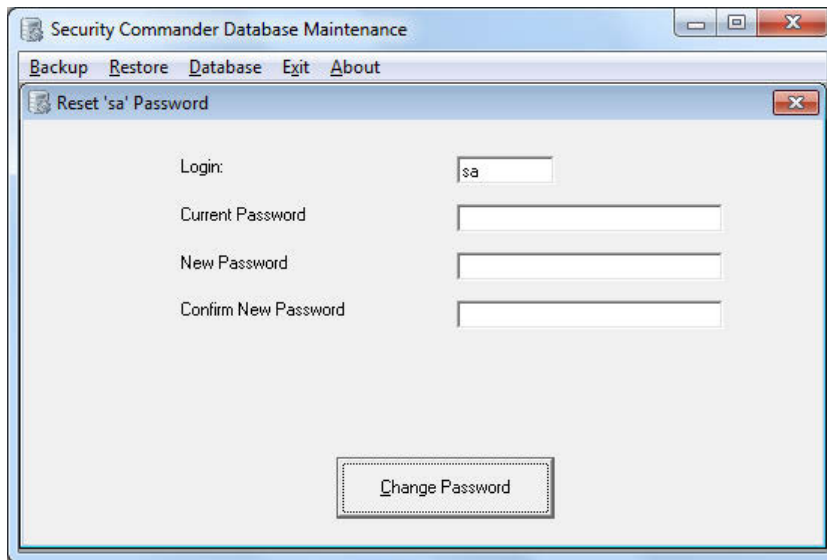 Security Commander Database Maintenance
Backup Restore Database Exit About
Reset 'sa' Password
Login: sa
Current Password
New Password
Confirm New Password
Change Password